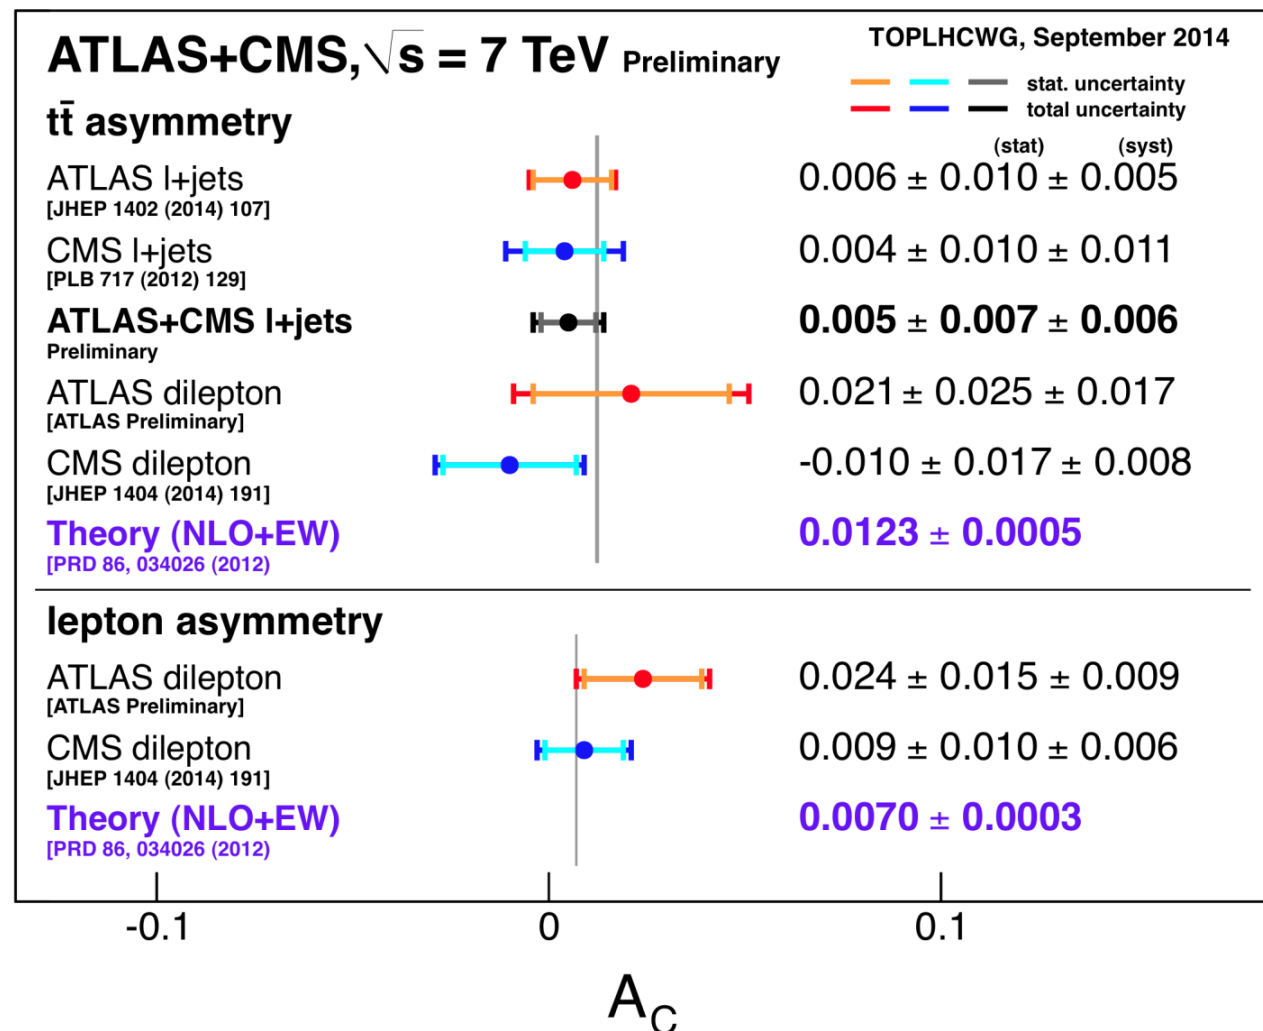 ATLAS+CMS, √s = 7 TeV Preliminary
TOPLHCWG, September 2014
stat. uncertainty
total uncertainty
tt̄ asymmetry
(stat) (syst)
ATLAS l+jets 0.006 ± 0.010 ± 0.005
[JHEP 1402 (2014) 107]
CMS l+jets 0.004 ± 0.010 ± 0.011
[PLB 717 (2012) 129]
ATLAS+CMS l+jets 0.005 ± 0.007 ± 0.006
Preliminary
ATLAS dilepton 0.021 ± 0.025 ± 0.017
[ATLAS Preliminary]
CMS dilepton -0.010 ± 0.017 ± 0.008
[JHEP 1404 (2014) 191]
Theory (NLO+EW) 0.0123 ± 0.0005
[PRD 86, 034026 (2012)
lepton asymmetry
ATLAS dilepton 0.024 ± 0.015 ± 0.009
[ATLAS Preliminary]
CMS dilepton 0.009 ± 0.010 ± 0.006
[JHEP 1404 (2014) 191]
Theory (NLO+EW) 0.0070 ± 0.0003
[PRD 86, 034026 (2012)
-0.1 0 0.1
A_C